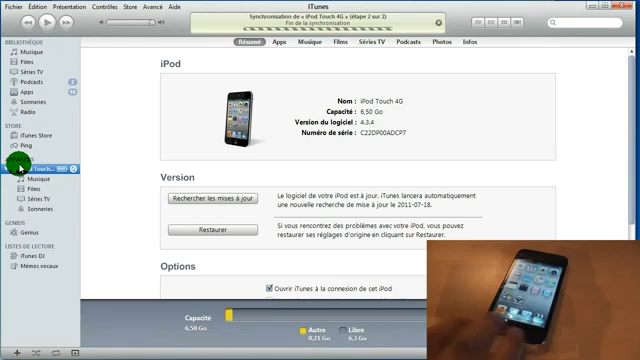 iTunes
Fichier Édition Présentation Contrôles Store Avancé Aide
Synchronisation de « iPod Touch 4G » (étape 2 sur 2)
Fin de la synchronisation
BIBLIOTHÈQUE
Musique
Films
Séries TV
Podcasts
Apps
Sonneries
Radio
STORE
iTunes Store
Ping
Touch...
Musique
Films
Séries TV
Sonneries
GENIUS
Genius
LISTES DE LECTURE
iTunes DJ
Mémos vocaux
Résumé Apps Musique Films Séries TV Podcasts Photos Infos
iPod
Nom : iPod Touch 4G
Capacité : 6,50 Go
Version du logiciel : 4.3.4
Numéro de série : C22DP00ADCP7
Version
Rechercher les mises à jour
Le logiciel de votre iPod est à jour. iTunes lancera automatiquement
une nouvelle recherche de mise à jour le 2011-07-18.
Restaurer
Si vous rencontrez des problèmes avec votre iPod, vous pouvez
restaurer ses réglages d'origine en cliquant sur Restaurer.
Options
Ouvrir iTunes à la connexion de cet iPod
Capacité
6,50 Go
Autre
0,21 Go
Libre
6,3 Go